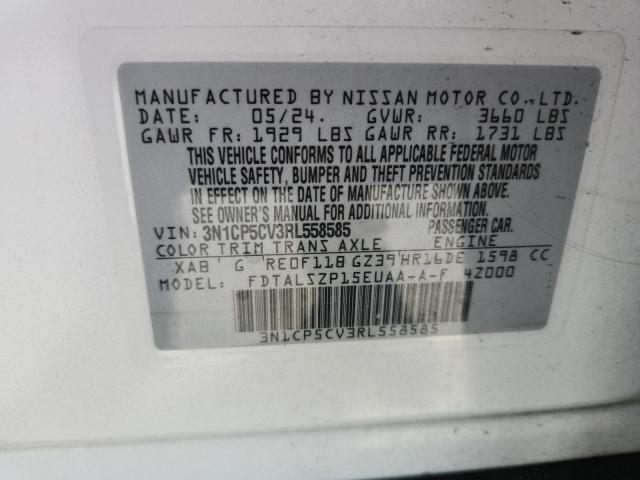 MANUFACTURED BY NISSAN MOTOR CO.,LTD.
DATE: 05/24. GVWR: 3660 LBS
GAWR FR: 1929 LBS GAWR RR: 1731 LBS
THIS VEHICLE CONFORMS TO ALL APPLICABLE FEDERAL MOTOR
VEHICLE SAFETY, BUMPER AND THEFT PREVENTION STANDARDS
IN EFFECT ON THE DATE OF MANUFACTURE SHOWN ABOVE.
SEE OWNER'S MANUAL FOR ADDITIONAL INFORMATION.
VIN: 3N1CP5CV3RL558585 PASSENGER CAR.
COLOR TRIM TRANS AXLE ENGINE
XAB G RE0F11B GZ39 HR16DE 1598 CC
MODEL: FDTALSZP15EUAA-A-F 4Z000
3N1CP5CV3RL558585